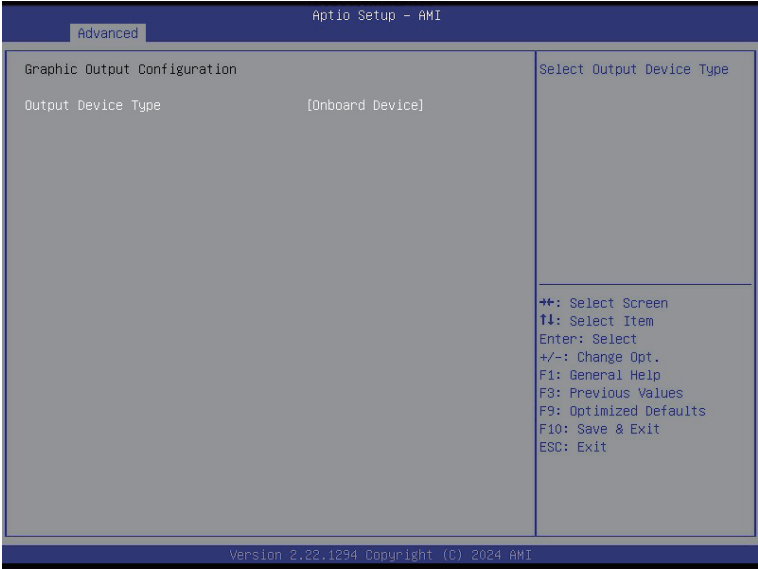 Aptio Setup – AMI
Advanced
Graphic Output Configuration
Output Device Type [Onboard Device]
Select Output Device Type
→←: Select Screen
↑↓: Select Item
Enter: Select
+/-: Change Opt.
F1: General Help
F3: Previous Values
F9: Optimized Defaults
F10: Save & Exit
ESC: Exit
Version 2.22.1294 Copyright (C) 2024 AMI